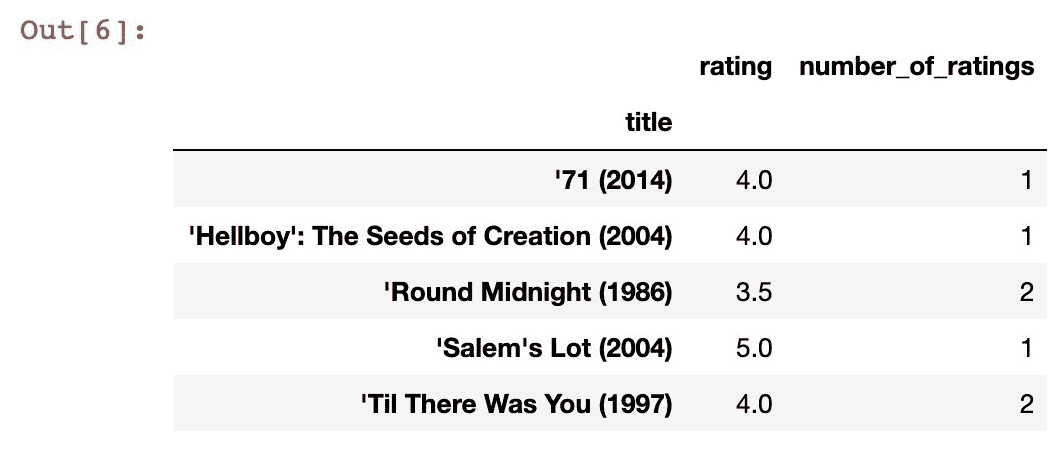 Out[6]:
rating number_of_ratings
title
'71 (2014) 4.0 1
'Hellboy': The Seeds of Creation (2004) 4.0 1
'Round Midnight (1986) 3.5 2
'Salem's Lot (2004) 5.0 1
'Til There Was You (1997) 4.0 2